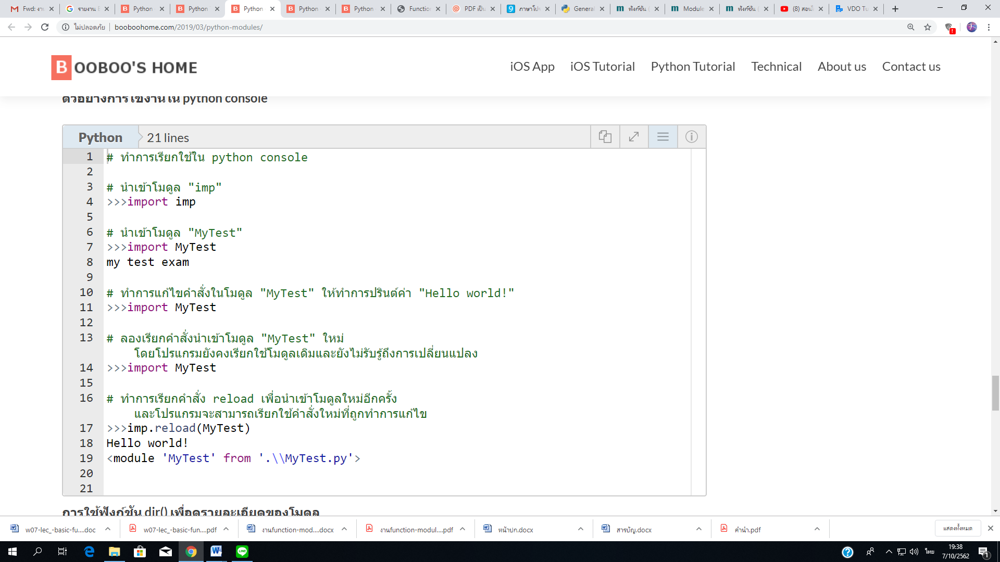 Fwd: งาน
รายงาน E
Python
Python
Python
Python
Python
Function
PDF เป็น
ภาษาโปร
General
ฟังก์ชัน (
Module
ฟังก์ชัน (
(8) สอนใ
VDO Tu
ไม่ปลอดภัย
booboohome.com/2019/03/python-modules/
BOOBOO'S HOME
iOS App
iOS Tutorial
Python Tutorial
Technical
About us
Contact us
ตัวอย่างการใช้งานใน python console
Python
21 lines
1 # ทำการเรียกใช้ใน python console
2
3 # นำเข้าโมดูล "imp"
4 >>>import imp
5
6 # นำเข้าโมดูล "MyTest"
7 >>>import MyTest
8 my test exam
9
10 # ทำการแก้ไขคำสั่งในโมดูล "MyTest" ให้ทำการปรินต์ค่า "Hello world!"
11 >>>import MyTest
12
13 # ลองเรียกคำสั่งนำเข้าโมดูล "MyTest" ใหม่
โดยโปรแกรมยังคงเรียกใช้โมดูลเดิมและยังไม่รับรู้ถึงการเปลี่ยนแปลง
14 >>>import MyTest
15
16 # ทำการเรียกคำสั่ง reload เพื่อนำเข้าโมดูลใหม่อีกครั้ง
และโปรแกรมจะสามารถเรียกใช้คำสั่งใหม่ที่ถูกทำการแก้ไข
17 >>>imp.reload(MyTest)
18 Hello world!
19 <module 'MyTest' from '.\\MyTest.py'>
20
21
การใช้ฟังก์ชัน dir() เพื่อดูรายละเอียดของโมดูล
w07-lec_-basic-fu....doc
w07-lec_-basic-fun....pdf
งานfunction-mod....docx
งานfunction-modul....pdf
หน้าปก.docx
สารบัญ.docx
คำนำ.pdf
แสดงทั้งหมด
LINE
ไทย
19:38
7/10/2562
1